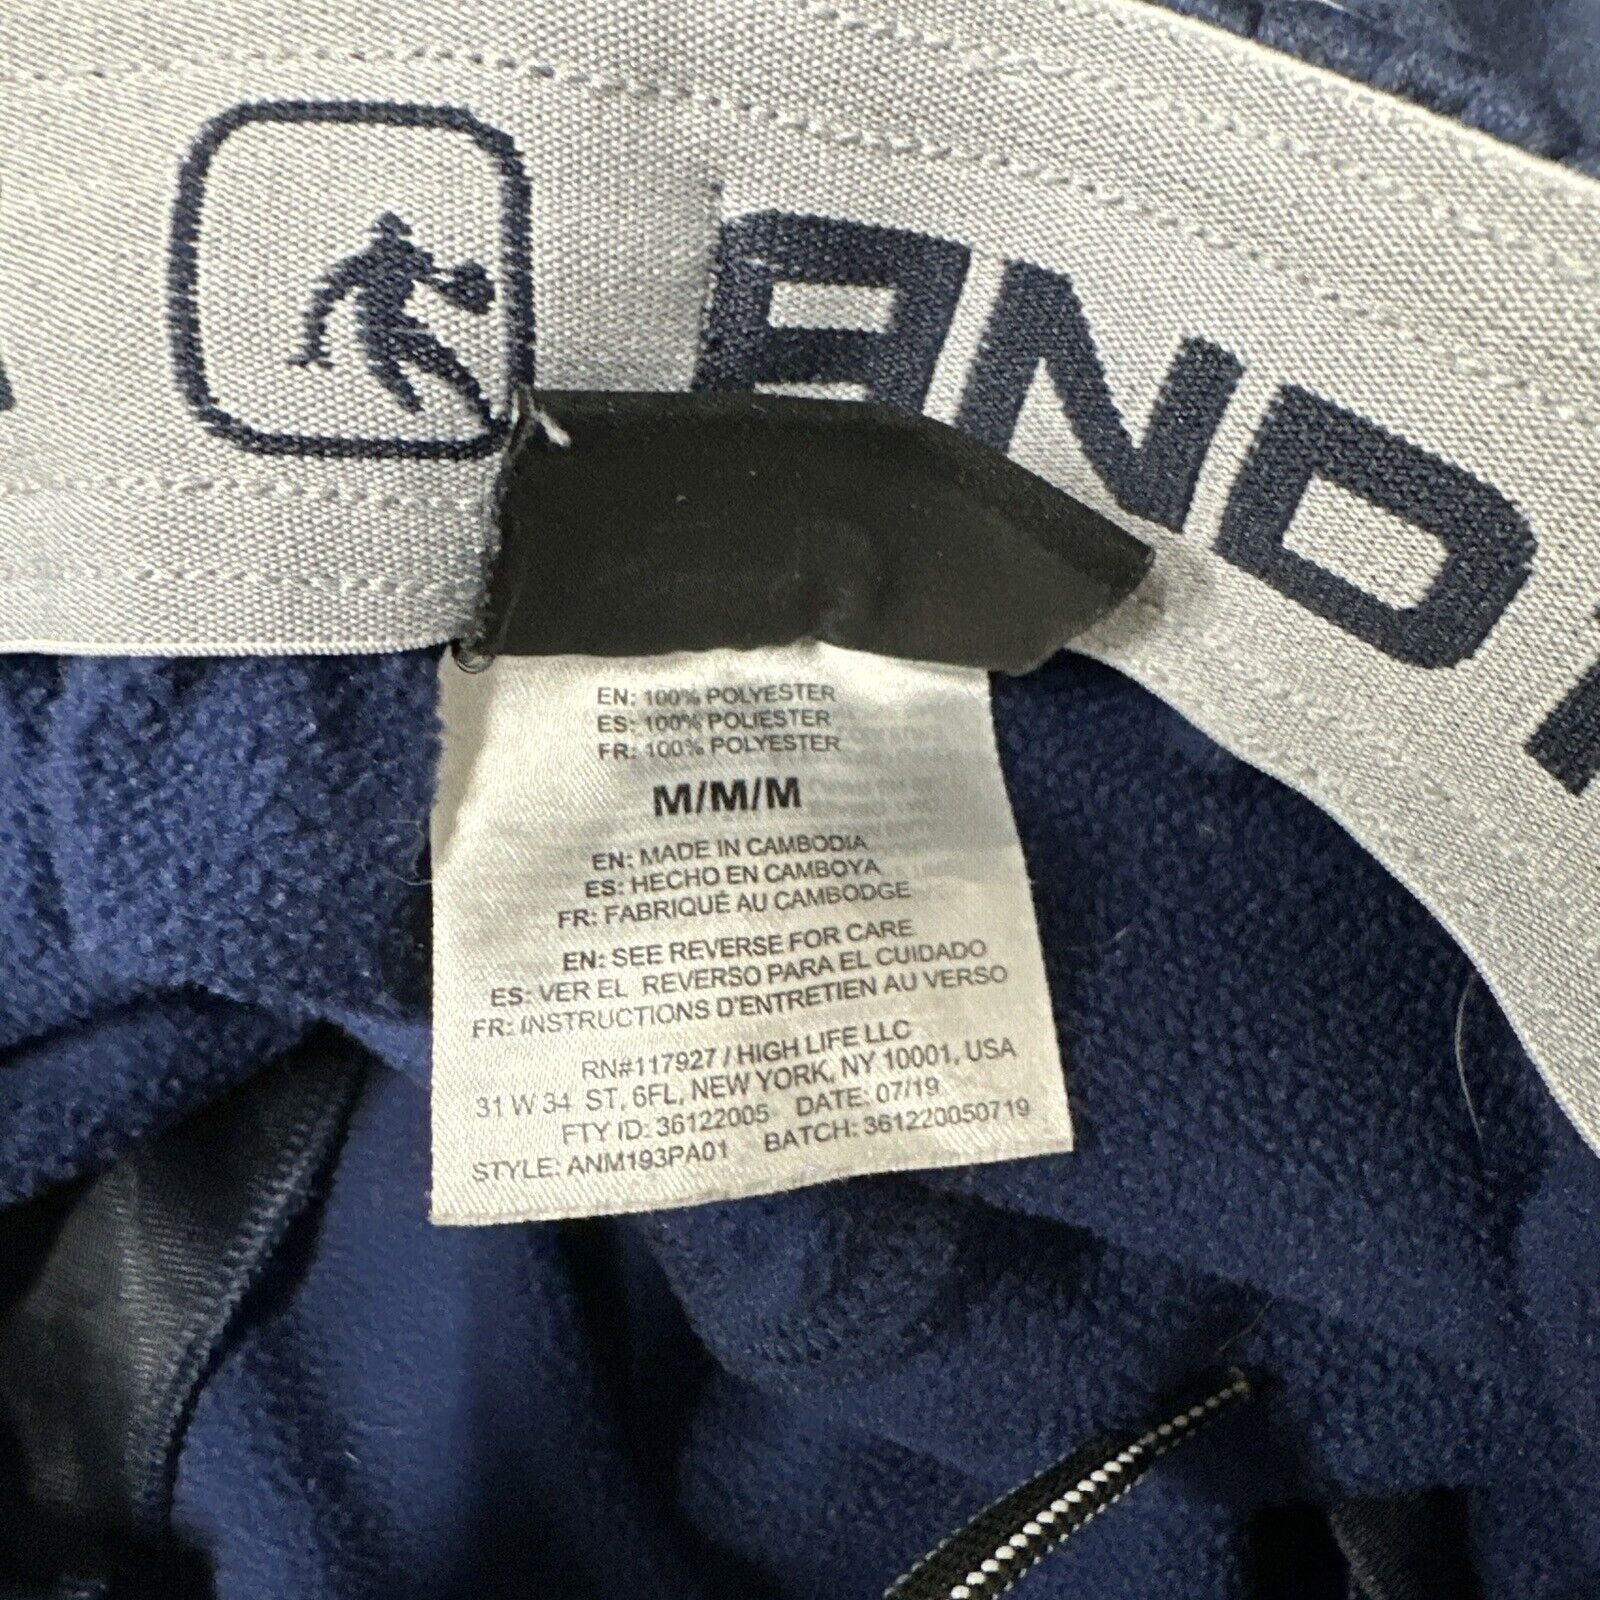 AND
EN: 100% POLYESTER
ES: 100% POLIESTER
FR: 100% POLYESTER
M/M/M
EN: MADE IN CAMBODIA
ES: HECHO EN CAMBOYA
FR: FABRIQUÉ AU CAMBODGE
EN: SEE REVERSE FOR CARE
ES: VER EL REVERSO PARA EL CUIDADO
FR: INSTRUCTIONS D'ENTRETIEN AU VERSO
RN#117927 / HIGH LIFE LLC
31 W 34 ST, 6FL, NEW YORK, NY 10001, USA
FTY ID: 36122005 DATE: 07/19
STYLE: ANM193PA01 BATCH: 361220050719